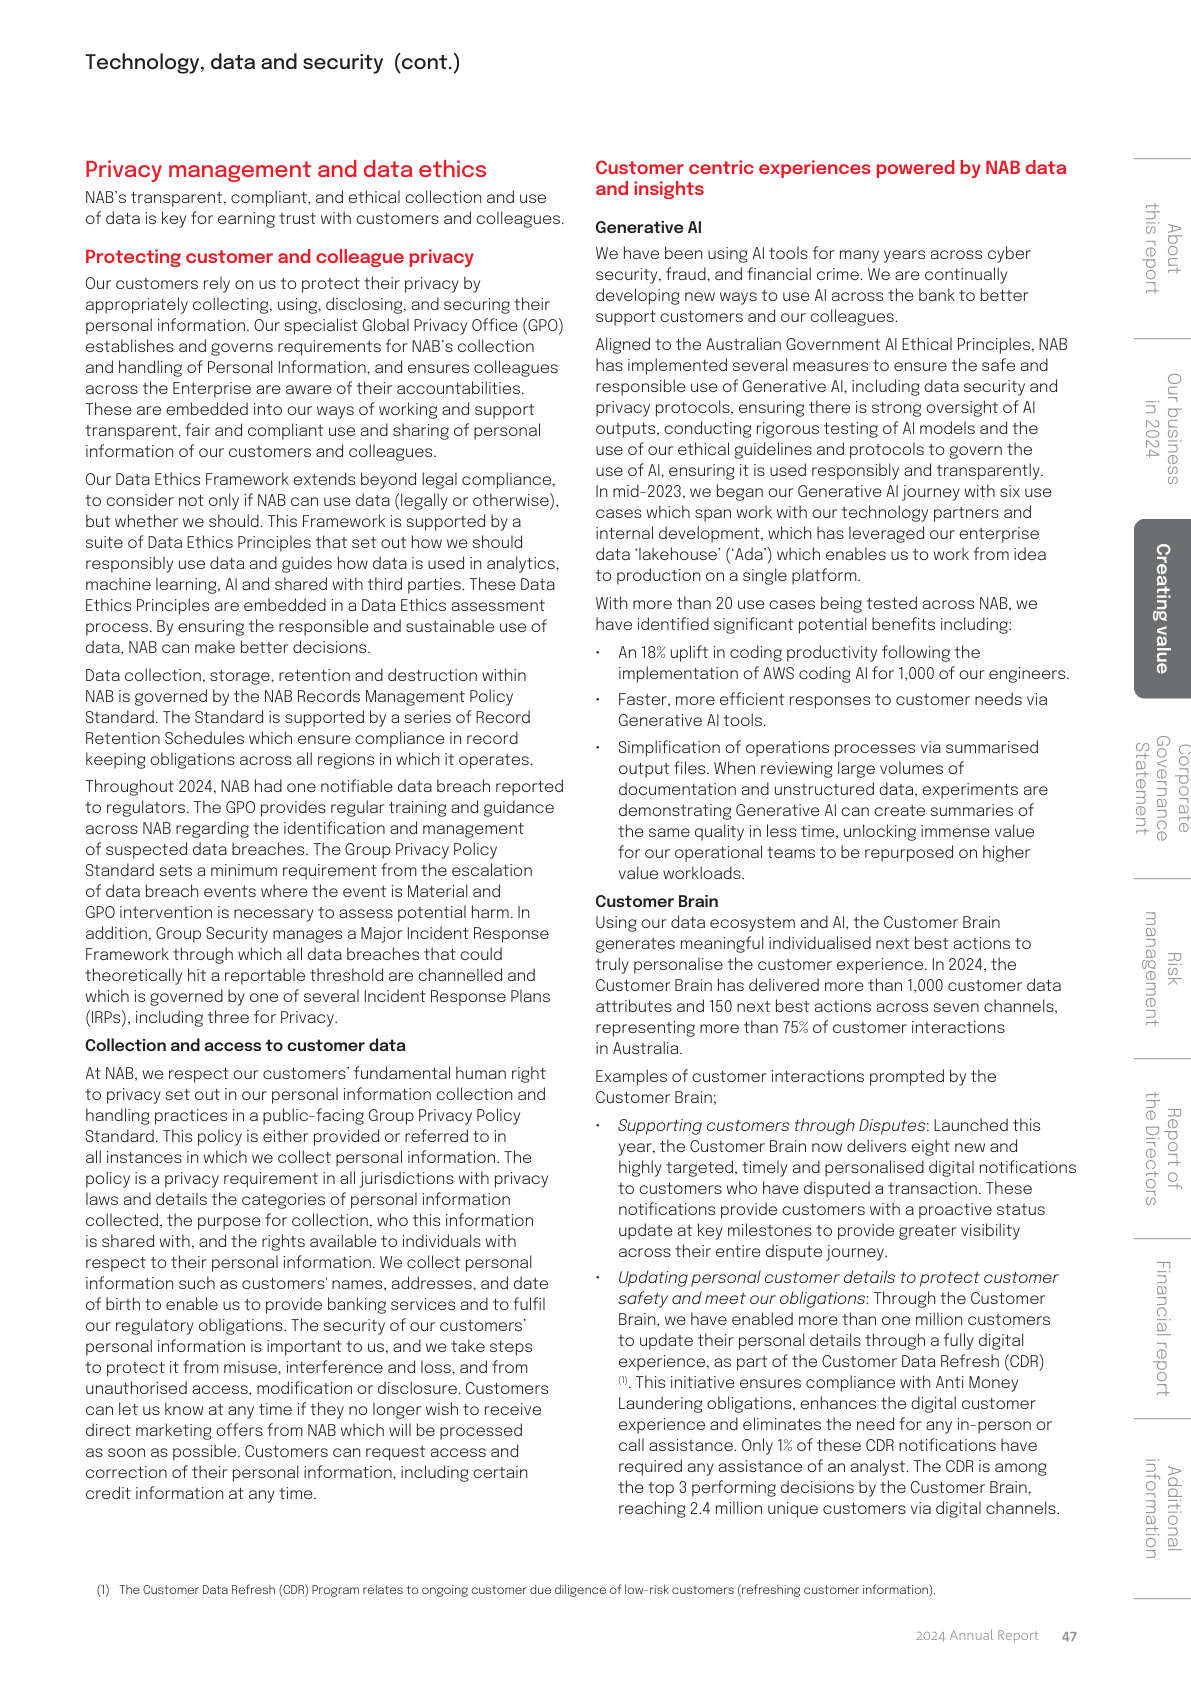 Technology, data and security (cont.)
Privacy management and data ethics
NAB's transparent, compliant, and ethical collection and use
of data is key for earning trust with customers and colleagues.
Protecting customer and colleague privacy
Our customers rely on us to protect their privacy by
appropriately collecting, using, disclosing, and securing their
personal information. Our specialist Global Privacy Office (GPO)
establishes and governs requirements for NAB's collection
and handling of Personal Information, and ensures colleagues
across the Enterprise are aware of their accountabilities.
These are embedded into our ways of working and support
transparent, fair and compliant use and sharing of personal
information of our customers and colleagues.
Our Data Ethics Framework extends beyond legal compliance,
to consider not only if NAB can use data (legally or otherwise),
but whether we should. This Framework is supported by a
suite of Data Ethics Principles that set out how we should
responsibly use data and guides how data is used in analytics,
machine learning, AI and shared with third parties. These Data
Ethics Principles are embedded in a Data Ethics assessment
process. By ensuring the responsible and sustainable use of
data, NAB can make better decisions.
Data collection, storage, retention and destruction within
NAB is governed by the NAB Records Management Policy
Standard. The Standard is supported by a series of Record
Retention Schedules which ensure compliance in record
keeping obligations across all regions in which it operates.
Throughout 2024, NAB had one notifiable data breach reported
to regulators. The GPO provides regular training and guidance
across NAB regarding the identification and management
of suspected data breaches. The Group Privacy Policy
Standard sets a minimum requirement from the escalation
of data breach events where the event is Material and
GPO intervention is necessary to assess potential harm. In
addition, Group Security manages a Major Incident Response
Framework through which all data breaches that could
theoretically hit a reportable threshold are channelled and
which is governed by one of several Incident Response Plans
(IRPs), including three for Privacy.
Collection and access to customer data
At NAB, we respect our customers' fundamental human right
to privacy set out in our personal information collection and
handling practices in a public-facing Group Privacy Policy
Standard. This policy is either provided or referred to in
all instances in which we collect personal information. The
policy is a privacy requirement in all jurisdictions with privacy
laws and details the categories of personal information
collected, the purpose for collection, who this information
is shared with, and the rights available to individuals with
respect to their personal information. We collect personal
information such as customers' names, addresses, and date
of birth to enable us to provide banking services and to fulfil
our regulatory obligations. The security of our customers'
personal information is important to us, and we take steps
to protect it from misuse, interference and loss, and from
unauthorised access, modification or disclosure. Customers
can let us know at any time if they no longer wish to receive
direct marketing offers from NAB which will be processed
as soon as possible. Customers can request access and
correction of their personal information, including certain
credit information at any time.
Customer centric experiences powered by NAB data
and insights
Generative AI
We have been using AI tools for many years across cyber
security, fraud, and financial crime. We are continually
developing new ways to use AI across the bank to better
support customers and our colleagues.
Aligned to the Australian Government AI Ethical Principles, NAB
has implemented several measures to ensure the safe and
responsible use of Generative AI, including data security and
privacy protocols, ensuring there is strong oversight of AI
outputs, conducting rigorous testing of AI models and the
use of our ethical guidelines and protocols to govern the
use of AI, ensuring it is used responsibly and transparently.
In mid-2023, we began our Generative AI journey with six use
cases which span work with our technology partners and
internal development, which has leveraged our enterprise
data 'lakehouse' ('Ada') which enables us to work from idea
to production on a single platform.
With more than 20 use cases being tested across NAB, we
have identified significant potential benefits including:
• An 18% uplift in coding productivity following the
implementation of AWS coding AI for 1,000 of our engineers.
• Faster, more efficient responses to customer needs via
Generative AI tools.
• Simplification of operations processes via summarised
output files. When reviewing large volumes of
documentation and unstructured data, experiments are
demonstrating Generative AI can create summaries of
the same quality in less time, unlocking immense value
for our operational teams to be repurposed on higher
value workloads.
Customer Brain
Using our data ecosystem and AI, the Customer Brain
generates meaningful individualised next best actions to
truly personalise the customer experience. In 2024, the
Customer Brain has delivered more than 1,000 customer data
attributes and 150 next best actions across seven channels,
representing more than 75% of customer interactions
in Australia.
Examples of customer interactions prompted by the
Customer Brain;
• Supporting customers through Disputes: Launched this
year, the Customer Brain now delivers eight new and
highly targeted, timely and personalised digital notifications
to customers who have disputed a transaction. These
notifications provide customers with a proactive status
update at key milestones to provide greater visibility
across their entire dispute journey.
• Updating personal customer details to protect customer
safety and meet our obligations: Through the Customer
Brain, we have enabled more than one million customers
to update their personal details through a fully digital
experience, as part of the Customer Data Refresh (CDR)
(1). This initiative ensures compliance with Anti Money
Laundering obligations, enhances the digital customer
experience and eliminates the need for any in-person or
call assistance. Only 1% of these CDR notifications have
required any assistance of an analyst. The CDR is among
the top 3 performing decisions by the Customer Brain,
reaching 2.4 million unique customers via digital channels.
(1) The Customer Data Refresh (CDR) Program relates to ongoing customer due diligence of low-risk customers (refreshing customer information).
2024 Annual Report 47
About
this report
Our business
in 2024
Creating value
Corporate
Governance
Statement
Risk
management
Report of
the Directors
Financial report
Additional
information